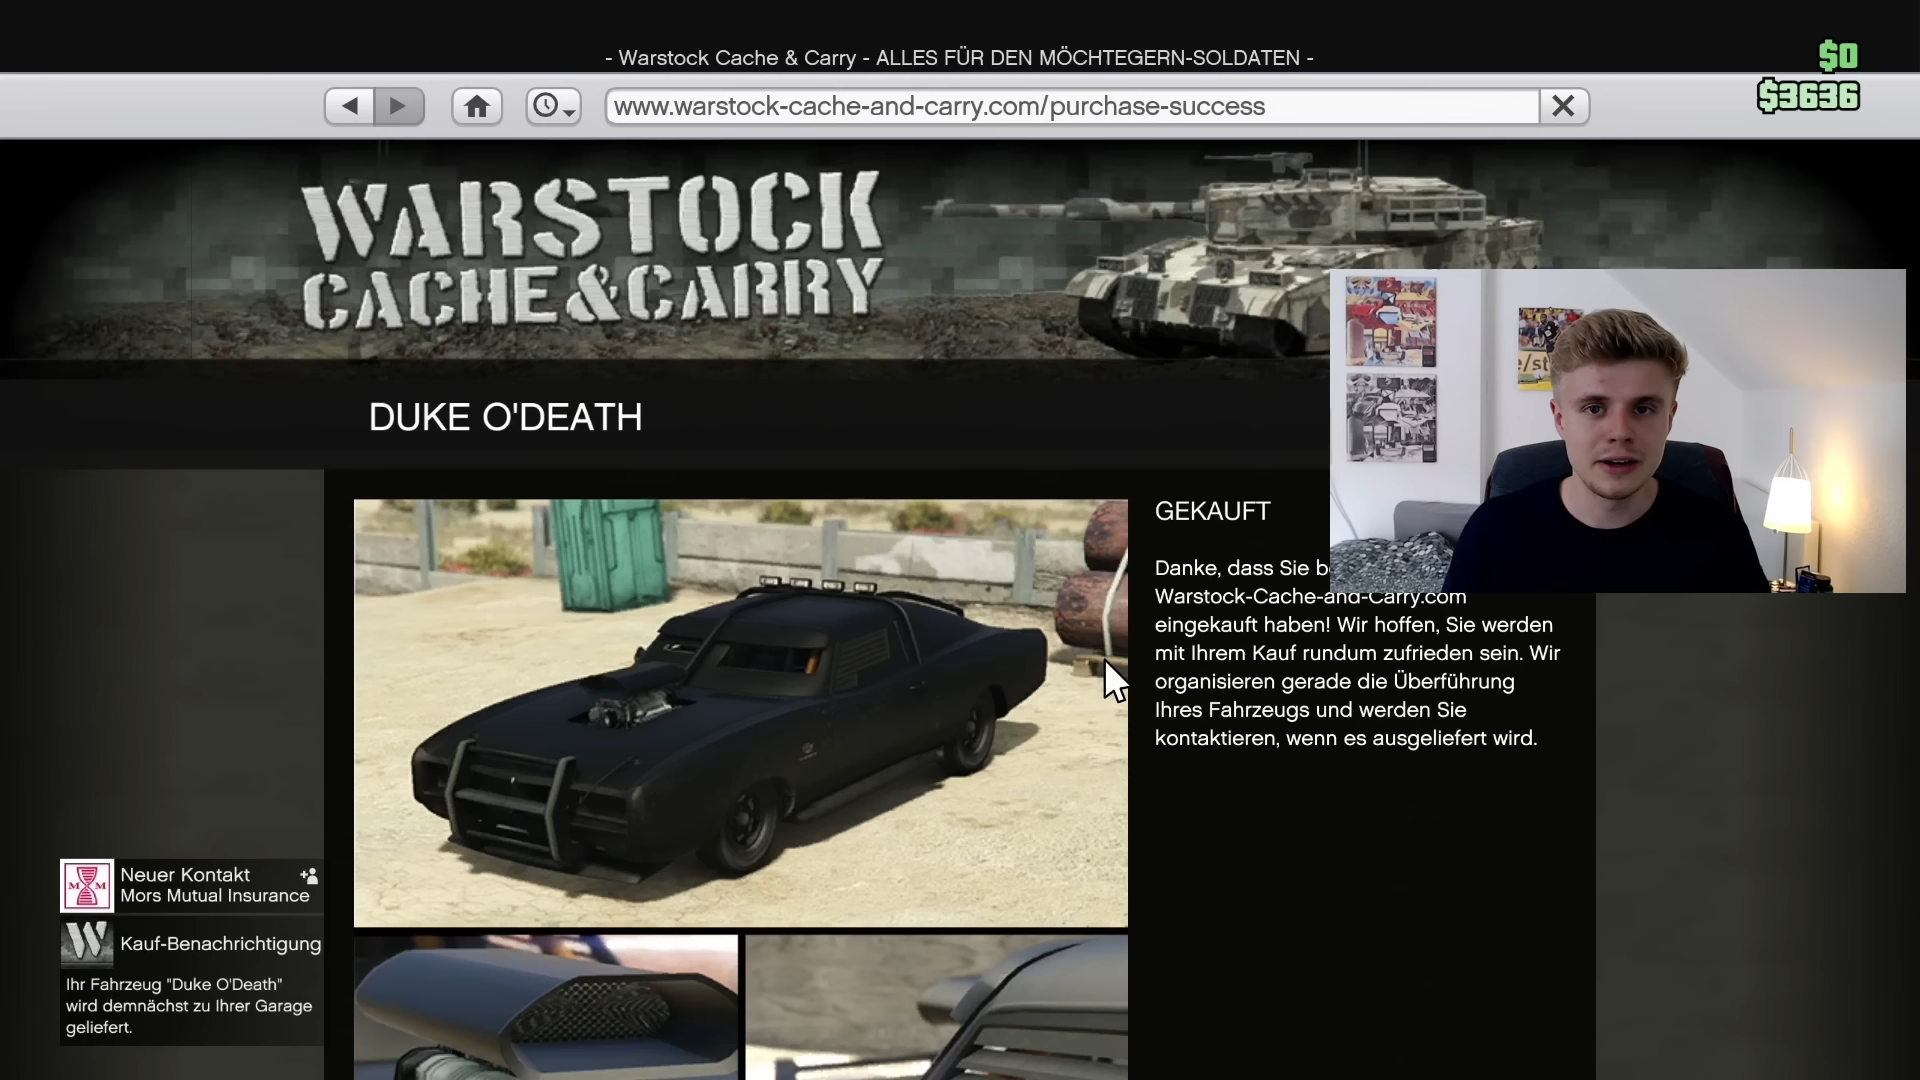 - Warstock Cache & Carry - ALLES FÜR DEN MÖCHTEGERN-SOLDATEN -
$0
www.warstock-cache-and-carry.com/purchase-success
$3636
WARSTOCK
CACHE&CARRY
DUKE O'DEATH
GEKAUFT
Danke, dass Sie b
Warstock-Cache-and-Carry.com
eingekauft haben! Wir hoffen, Sie werden
mit Ihrem Kauf rundum zufrieden sein. Wir
organisieren gerade die Überführung
Ihres Fahrzeugs und werden Sie
kontaktieren, wenn es ausgeliefert wird.
M M
Neuer Kontakt
Mors Mutual Insurance
W
Kauf-Benachrichtigung
Ihr Fahrzeug "Duke O'Death"
wird demnächst zu Ihrer Garage
geliefert.